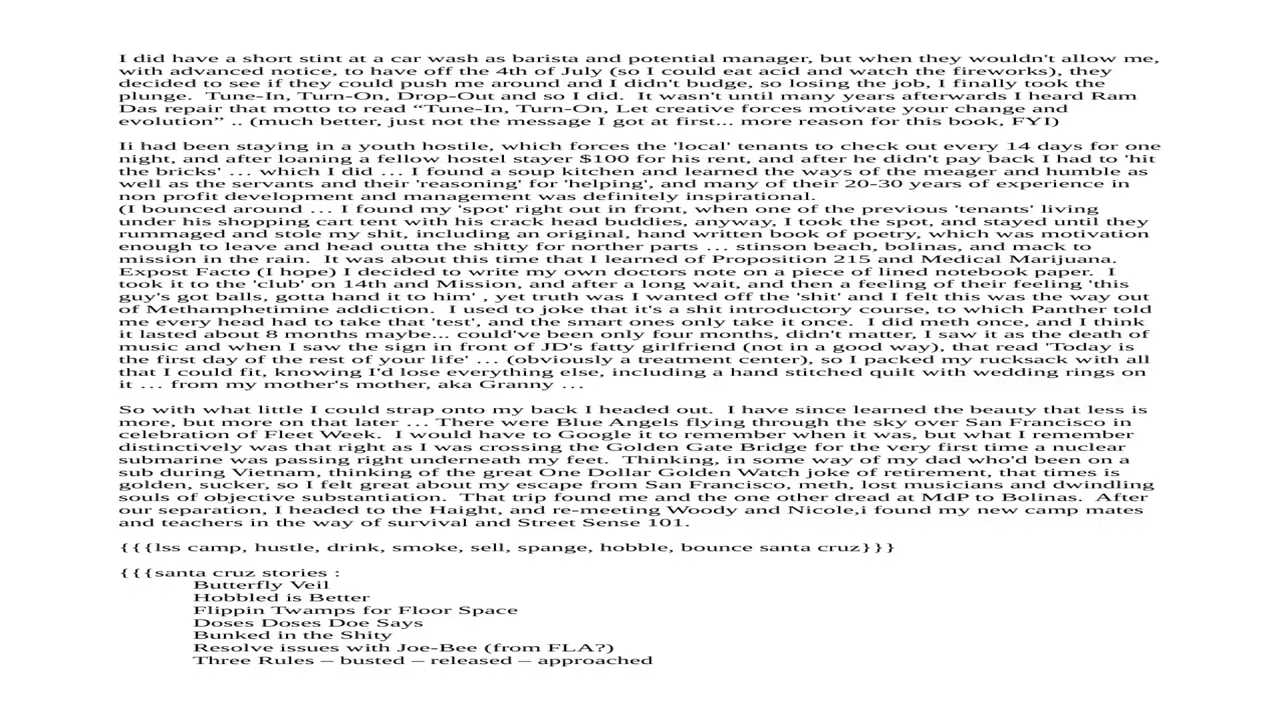 I did have a short stint at a car wash as barista and potential manager, but when they wouldn't allow me,
with advanced notice, to have off the 4th of July (so I could eat acid and watch the fireworks), they
decided to see if they could push me around and I didn't budge, so losing the job, I finally took the
plunge.  Tune-In, Turn-On, Drop-Out and so I did.  It wasn't until many years afterwards I heard Ram
Das repair that motto to read “Tune-In, Turn-On, Let creative forces motivate your change and
evolution” .. (much better, just not the message I got at first... more reason for this book, FYI)

Ii had been staying in a youth hostile, which forces the 'local' tenants to check out every 14 days for one
night, and after loaning a fellow hostel stayer $100 for his rent, and after he didn't pay back I had to 'hit
the bricks' … which I did … I found a soup kitchen and learned the ways of the meager and humble as
well as the servants and their 'reasoning' for 'helping', and many of their 20-30 years of experience in
non profit development and management was definitely inspirational.
(I bounced around … I found my 'spot' right out in front, when one of the previous 'tenants' living
under his shopping cart tent with his crack head buddies, anyway, I took the spot, and stayed until they
rummaged and stole my shit, including an original, hand written book of poetry, which was motivation
enough to leave and head outta the shitty for norther parts … stinson beach, bolinas, and mack to
mission in the rain.  It was about this time that I learned of Proposition 215 and Medical Marijuana.
Expost Facto (I hope) I decided to write my own doctors note on a piece of lined notebook paper.  I
took it to the 'club' on 14th and Mission, and after a long wait, and then a feeling of their feeling 'this
guy's got balls, gotta hand it to him' , yet truth was I wanted off the 'shit' and I felt this was the way out
of Methamphetimine addiction.  I used to joke that it's a shit introductory course, to which Panther told
me every head had to take that 'test', and the smart ones only take it once.  I did meth once, and I think
it lasted about 8 months maybe... could've been only four months, didn't matter, I saw it as the death of
music and when I saw the sign in front of JD's fatty girlfriend (not in a good way), that read 'Today is
the first day of the rest of your life' … (obviously a treatment center), so I packed my rucksack with all
that I could fit, knowing I'd lose everything else, including a hand stitched quilt with wedding rings on
it … from my mother's mother, aka Granny …

So with what little I could strap onto my back I headed out.  I have since learned the beauty that less is
more, but more on that later … There were Blue Angels flying through the sky over San Francisco in
celebration of Fleet Week.  I would have to Google it to remember when it was, but what I remember
distinctively was that right as I was crossing the Golden Gate Bridge for the very first time a nuclear
submarine was passing right underneath my feet.  Thinking, in some way of my dad who'd been on a
sub during Vietnam, thinking of the great One Dollar Golden Watch joke of retirement, that times is
golden, sucker, so I felt great about my escape from San Francisco, meth, lost musicians and dwindling
souls of objective substantiation.  That trip found me and the one other dread at MdP to Bolinas.  After
our separation, I headed to the Haight, and re-meeting Woody and Nicole,i found my new camp mates
and teachers in the way of survival and Street Sense 101.

{{{lss camp, hustle, drink, smoke, sell, spange, hobble, bounce santa cruz}}}

{{{santa cruz stories :
Butterfly Veil
Hobbled is Better
Flippin Twamps for Floor Space
Doses Doses Doe Says
Bunked in the Shity
Resolve issues with Joe-Bee (from FLA?)
Three Rules – busted – released – approached